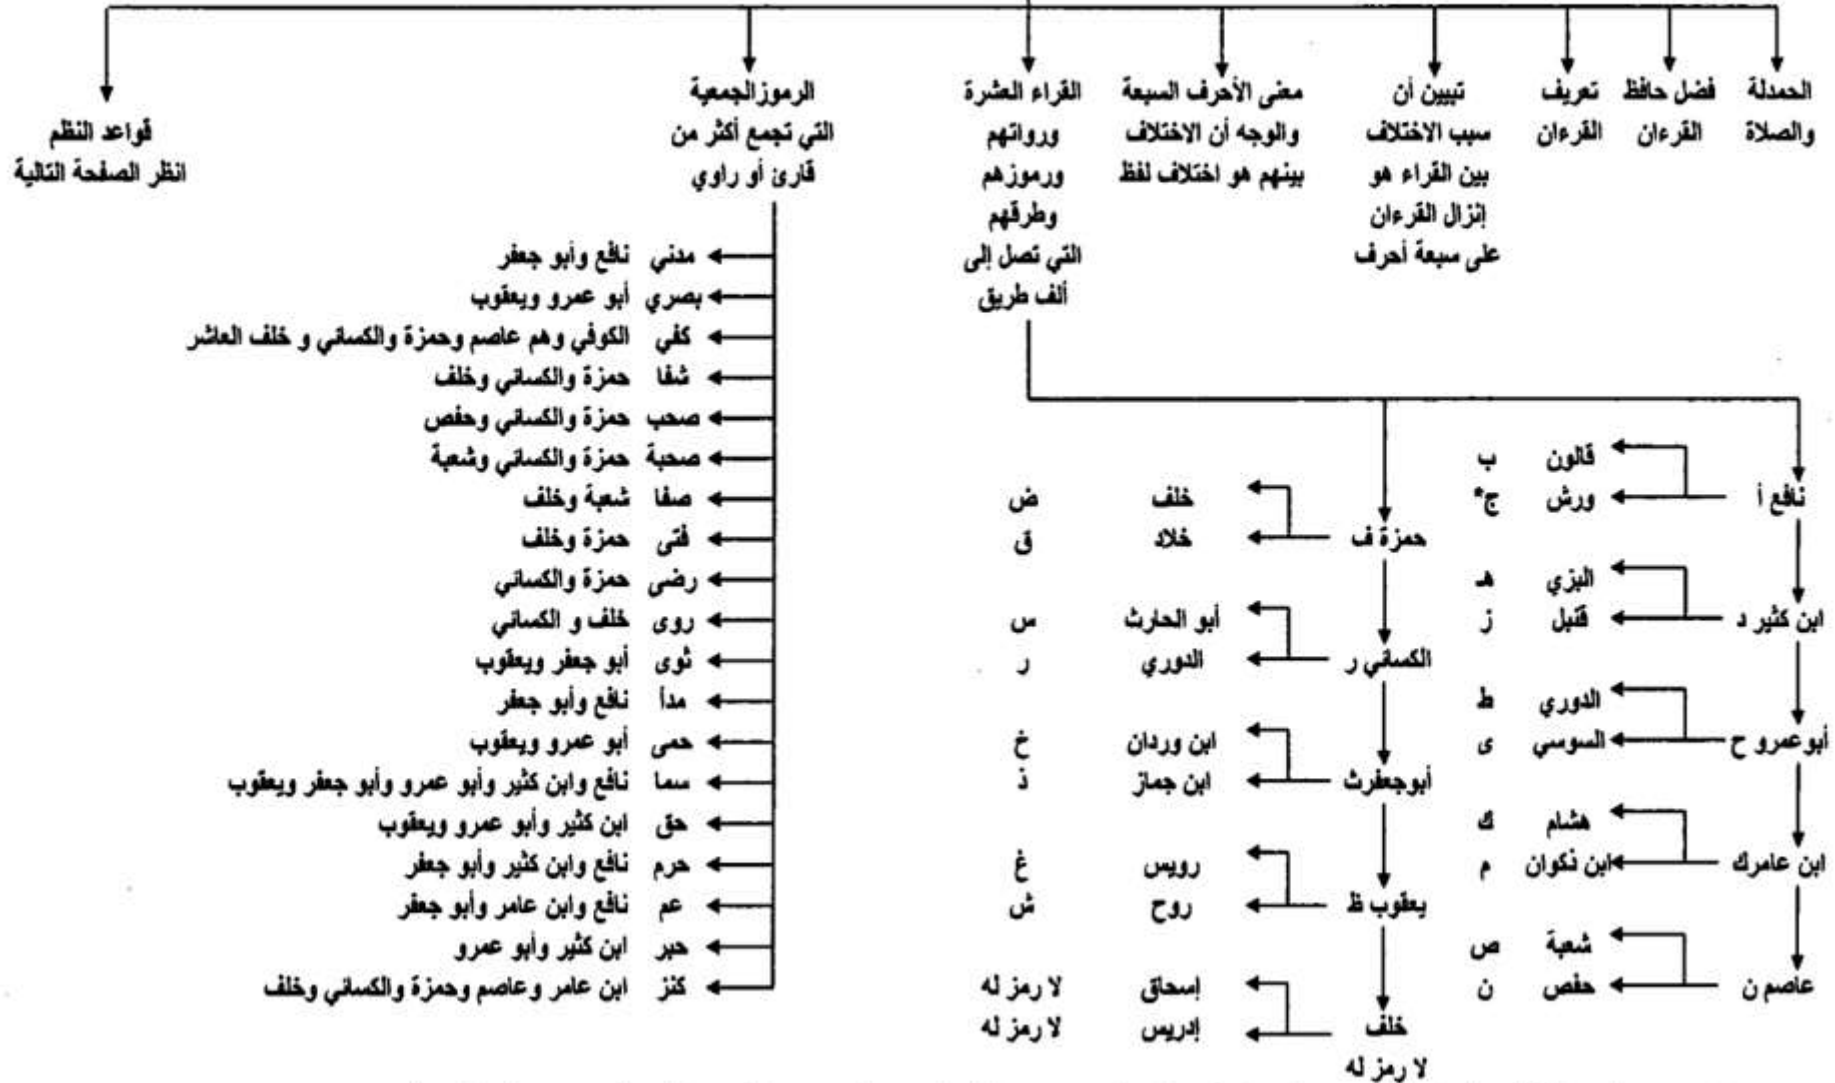 الحمدلة
والصلاة
فضل حافظ
القرءان
تعريف
القرءان
تبيين أن
سبب الاختلاف
بين القراء هو
إنزال القرءان
على سبعة أحرف
معنى الأحرف السبعة
والوجه أن الاختلاف
بينهم هو اختلاف لفظ
القراء العشرة
ورواتهم
ورموزهم
وطرقهم
التي تصل إلى
ألف طريق
الرموز الجمعية
التي تجمع أكثر من
قارئ أو راوي
قواعد النظم
انظر الصفحة التالية
نافع أ
قالون ب
ورش ج*
ابن كثير د
البزي هـ
قنبل ز
أبو عمرو ح
الدوري ط
السوسي ى
ابن عامر ك
هشام ك
ابن ذكوان م
عاصم ن
شعبة ص
حفص ن
حمزة ف
خلف ض
خلاد ق
الكسائي ر
أبو الحارث س
الدوري ر
أبو جعفر ث
ابن وردان خ
ابن جماز ذ
يعقوب ظ
رويس غ
روح ش
خلف
لا رمز له
إسحاق لا رمز له
إدريس لا رمز له
مدني نافع وأبو جعفر
بصري أبو عمرو ويعقوب
كفي الكوفي وهم عاصم وحمزة والكسائي و خلف العاشر
شفا حمزة والكسائي وخلف
صحب حمزة والكسائي وحفص
صحبة حمزة والكسائي وشعبة
صفا شعبة وخلف
فتى حمزة وخلف
رضى حمزة والكسائي
روى خلف و الكسائي
ثوى أبو جعفر ويعقوب
مدأ نافع وأبو جعفر
حمى أبو عمرو ويعقوب
سما نافع وابن كثير وأبو عمرو وأبو جعفر ويعقوب
حق ابن كثير وأبو عمرو ويعقوب
حرم نافع وابن كثير وأبو جعفر
عم نافع وابن عامر وأبو جعفر
حبر ابن كثير وأبو عمرو
كنز ابن عامر وعاصم وحمزة والكسائي وخلف